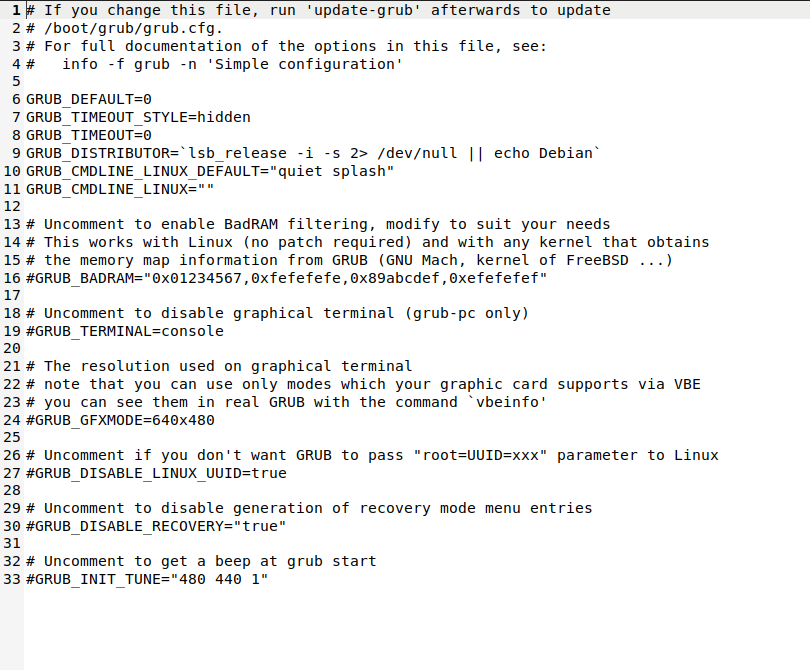 1 # If you change this file, run 'update-grub' afterwards to update
2 # /boot/grub/grub.cfg.
3 # For full documentation of the options in this file, see:
4 #   info -f grub -n 'Simple configuration'
5
6 GRUB_DEFAULT=0
7 GRUB_TIMEOUT_STYLE=hidden
8 GRUB_TIMEOUT=0
9 GRUB_DISTRIBUTOR=`lsb_release -i -s 2> /dev/null || echo Debian`
10 GRUB_CMDLINE_LINUX_DEFAULT="quiet splash"
11 GRUB_CMDLINE_LINUX=""
12
13 # Uncomment to enable BadRAM filtering, modify to suit your needs
14 # This works with Linux (no patch required) and with any kernel that obtains
15 # the memory map information from GRUB (GNU Mach, kernel of FreeBSD ...)
16 #GRUB_BADRAM="0x01234567,0xfefefefe,0x89abcdef,0xefefefef"
17
18 # Uncomment to disable graphical terminal (grub-pc only)
19 #GRUB_TERMINAL=console
20
21 # The resolution used on graphical terminal
22 # note that you can use only modes which your graphic card supports via VBE
23 # you can see them in real GRUB with the command `vbeinfo'
24 #GRUB_GFXMODE=640x480
25
26 # Uncomment if you don't want GRUB to pass "root=UUID=xxx" parameter to Linux
27 #GRUB_DISABLE_LINUX_UUID=true
28
29 # Uncomment to disable generation of recovery mode menu entries
30 #GRUB_DISABLE_RECOVERY="true"
31
32 # Uncomment to get a beep at grub start
33 #GRUB_INIT_TUNE="480 440 1"